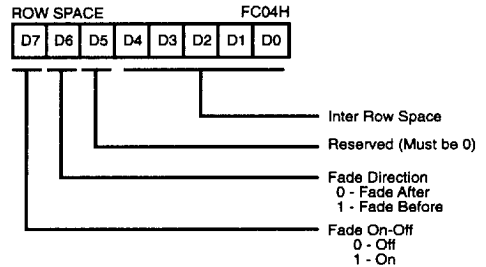 ROW SPACE FC04H
D7 D6 D5 D4 D3 D2 D1 D0
Inter Row Space
Reserved (Must be 0)
Fade Direction
0 - Fade After
1 - Fade Before
Fade On-Off
0 - Off
1 - On